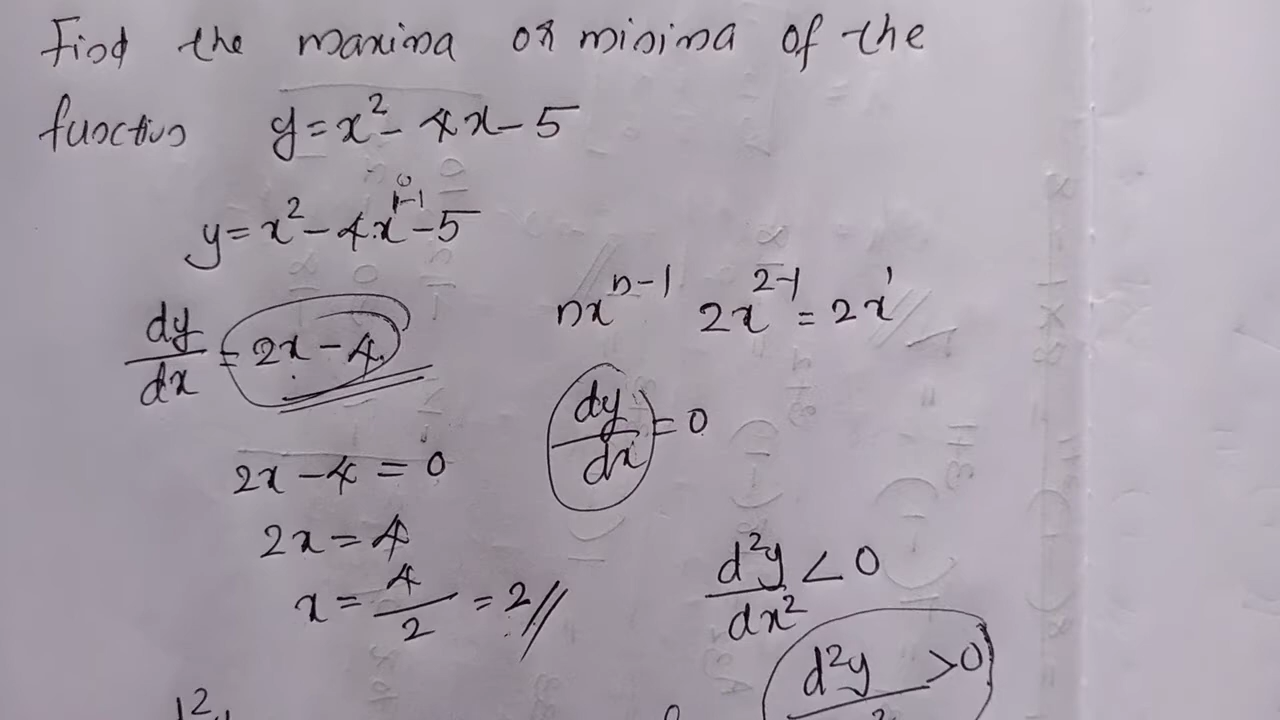 Find the maxima or minima of the
function y = x² - 4x - 5
y = x² - 4x¹⁻¹ - 5
0
dy/dx = 2x - 4
nxⁿ⁻¹ 2x²⁻¹ = 2x¹
dy/dx = 0
2x - 4 = 0
2x = 4
x = 4/2 = 2//
d²y/dx² < 0
d²y > 0